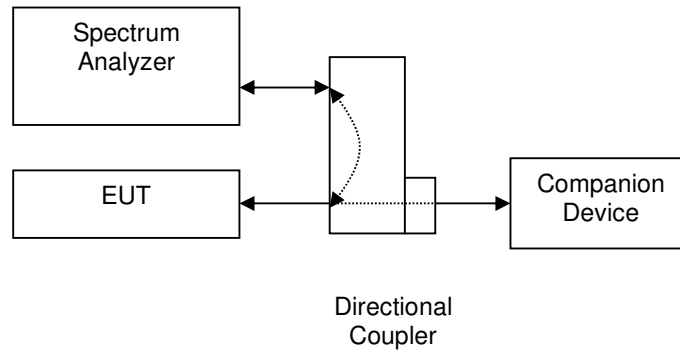 Spectrum
Analyzer
EUT
Companion
Device
Directional
Coupler